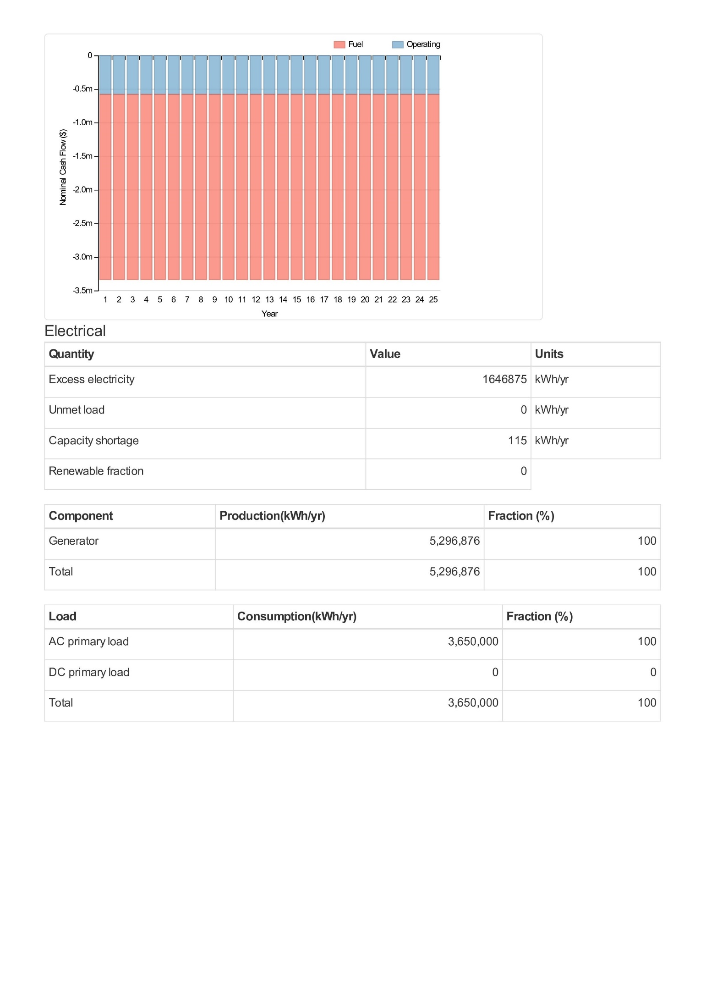 Fuel Operating
0
-0.5m
-1.0m
-1.5m
-2.0m
-2.5m
-3.0m
-3.5m
Nominal Cash Flow ($)
1 2 3 4 5 6 7 8 9 10 11 12 13 14 15 16 17 18 19 20 21 22 23 24 25
Year
Electrical
Quantity Value Units
Excess electricity 1646875 kWh/yr
Unmet load 0 kWh/yr
Capacity shortage 115 kWh/yr
Renewable fraction 0
Component Production(kWh/yr) Fraction (%)
Generator 5,296,876 100
Total 5,296,876 100
Load Consumption(kWh/yr) Fraction (%)
AC primary load 3,650,000 100
DC primary load 0 0
Total 3,650,000 100